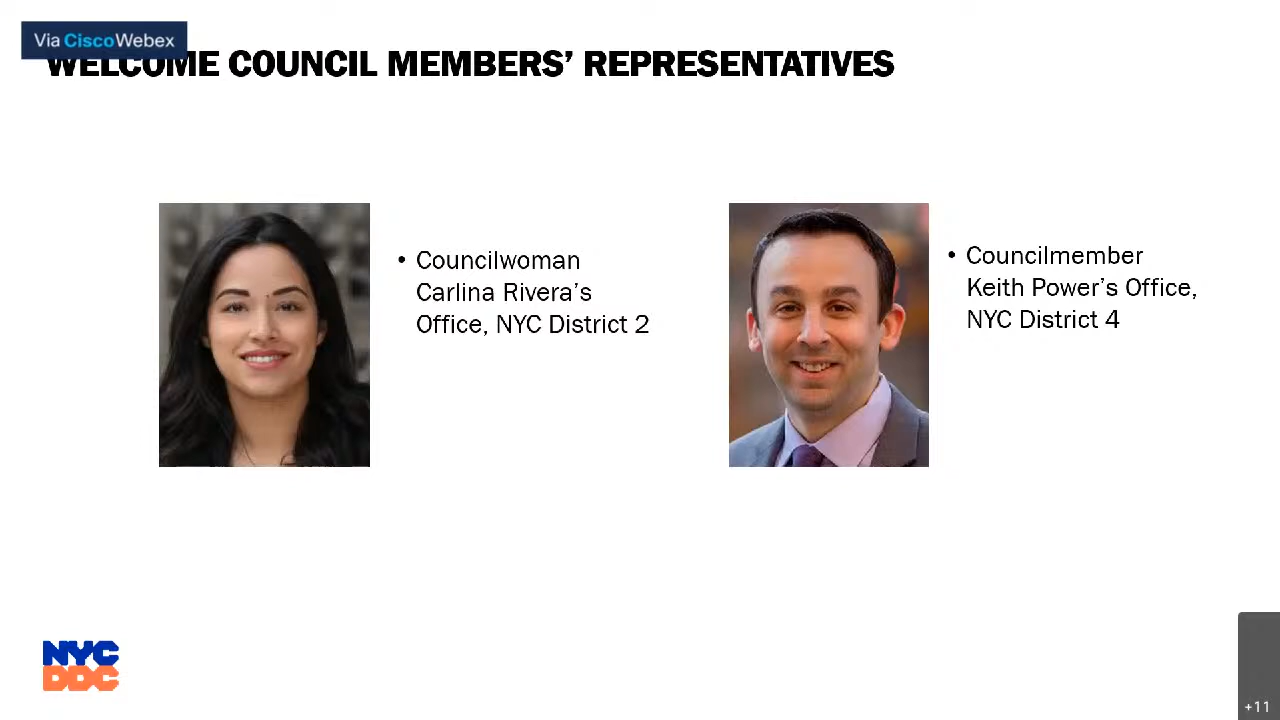 Via CiscoWebex
WELCOME COUNCIL MEMBERS' REPRESENTATIVES
• Councilwoman
Carlina Rivera's
Office, NYC District 2
• Councilmember
Keith Power's Office,
NYC District 4
NYC
DDC
+11